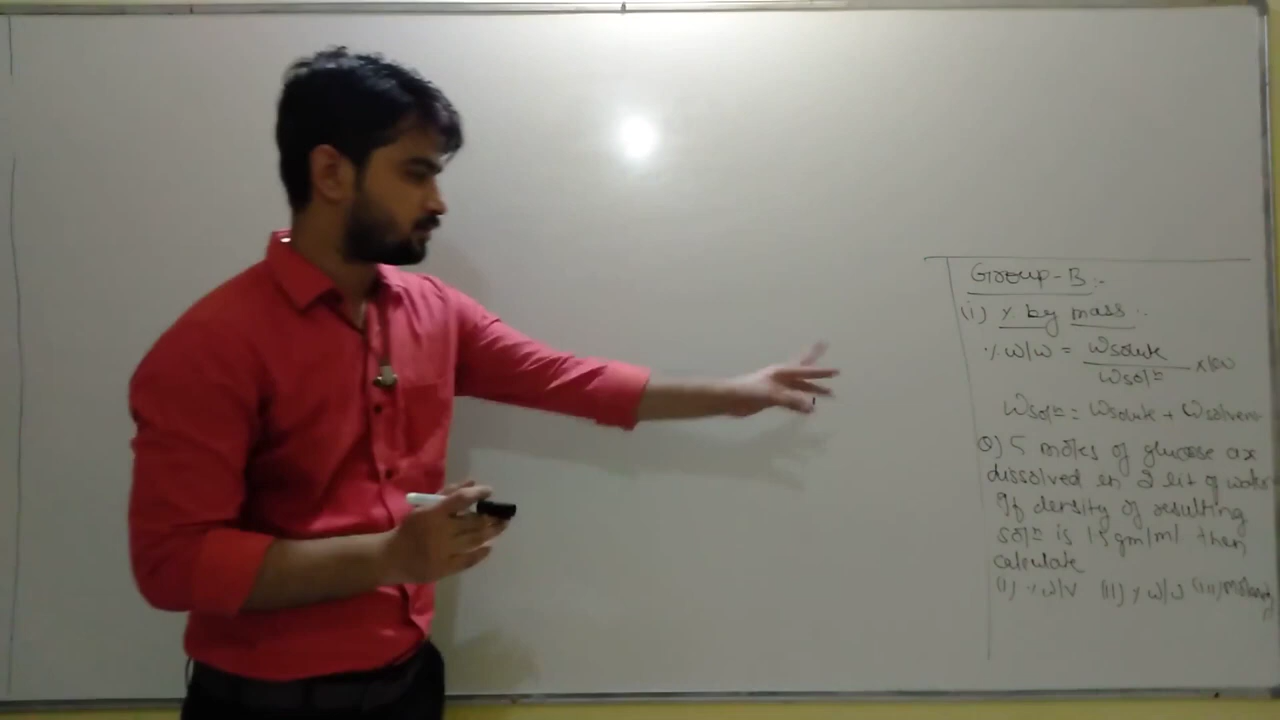 Group-B:-
(i) % by mass :-
% w/w = Wsolute / Wsolⁿ × 100
Wsolⁿ = Wsolute + Wsolvent
Q) 5 moles of glucose are
dissolved in 2 lit of water
If density of resulting
solⁿ is 1.5 gm/ml then
calculate
(i) % w/v (ii) % w/w (iii) Molarity